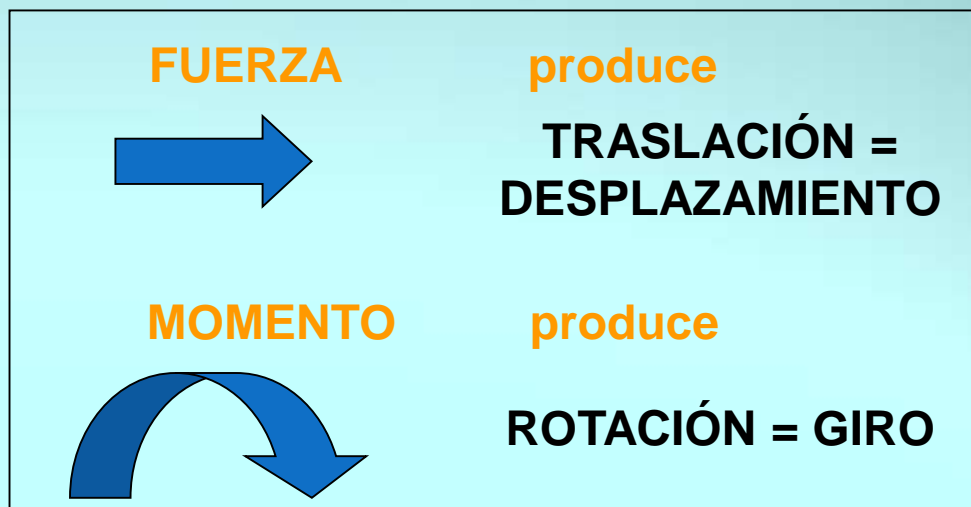 FUERZA produce
TRASLACIÓN =
DESPLAZAMIENTO
MOMENTO produce
ROTACIÓN = GIRO